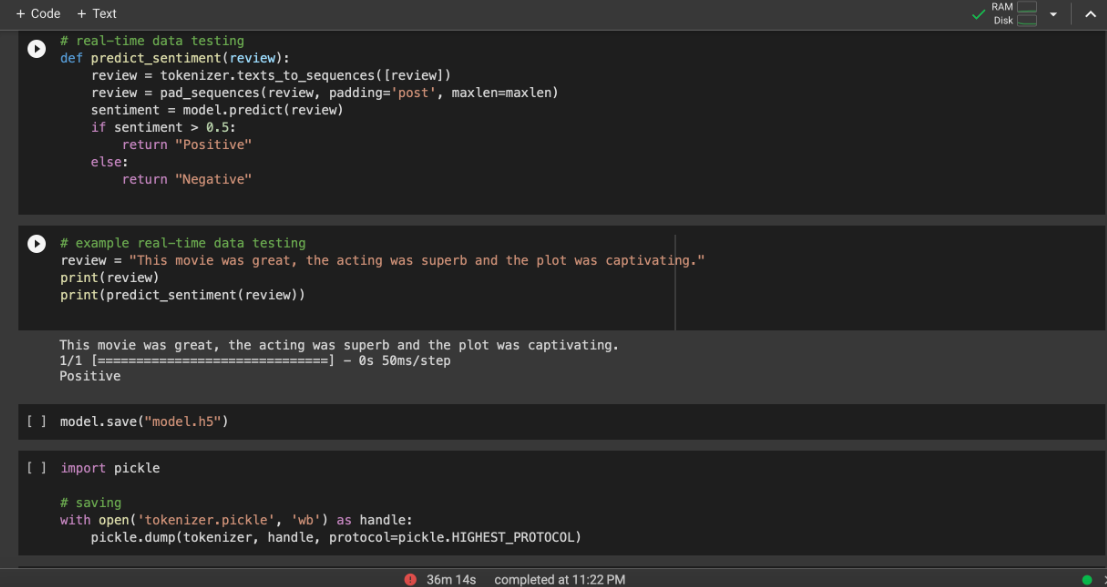 + Code + Text
RAM
Disk
# real-time data testing
def predict_sentiment(review):
    review = tokenizer.texts_to_sequences([review])
    review = pad_sequences(review, padding='post', maxlen=maxlen)
    sentiment = model.predict(review)
    if sentiment > 0.5:
        return "Positive"
    else:
        return "Negative"
# example real-time data testing
review = "This movie was great, the acting was superb and the plot was captivating."
print(review)
print(predict_sentiment(review))
This movie was great, the acting was superb and the plot was captivating.
1/1 [==============================] - 0s 50ms/step
Positive
[ ] model.save("model.h5")
[ ] import pickle
# saving
with open('tokenizer.pickle', 'wb') as handle:
    pickle.dump(tokenizer, handle, protocol=pickle.HIGHEST_PROTOCOL)
36m 14s completed at 11:22 PM